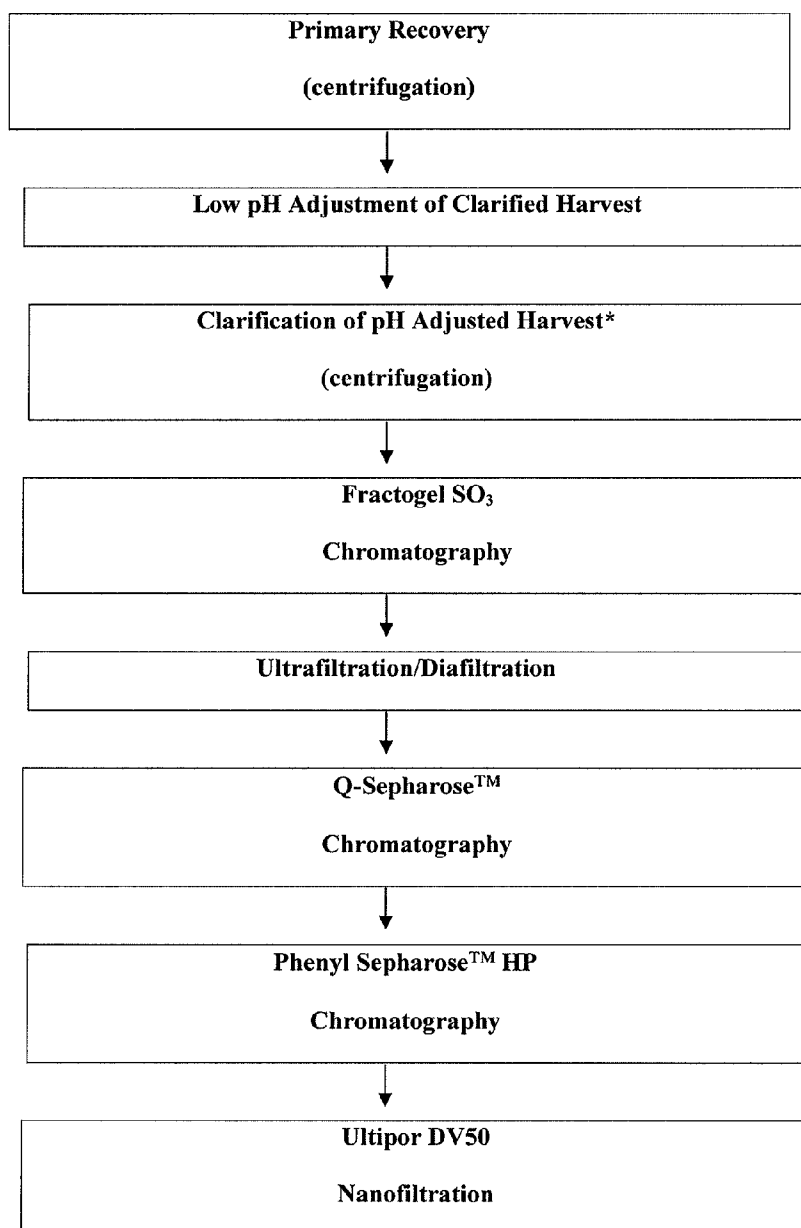 Primary Recovery
(centrifugation)
Low pH Adjustment of Clarified Harvest
Clarification of pH Adjusted Harvest*
(centrifugation)
Fractogel SO₃
Chromatography
Ultrafiltration/Diafiltration
Q-Sepharose™
Chromatography
Phenyl Sepharose™ HP
Chromatography
Ultipor DV50
Nanofiltration